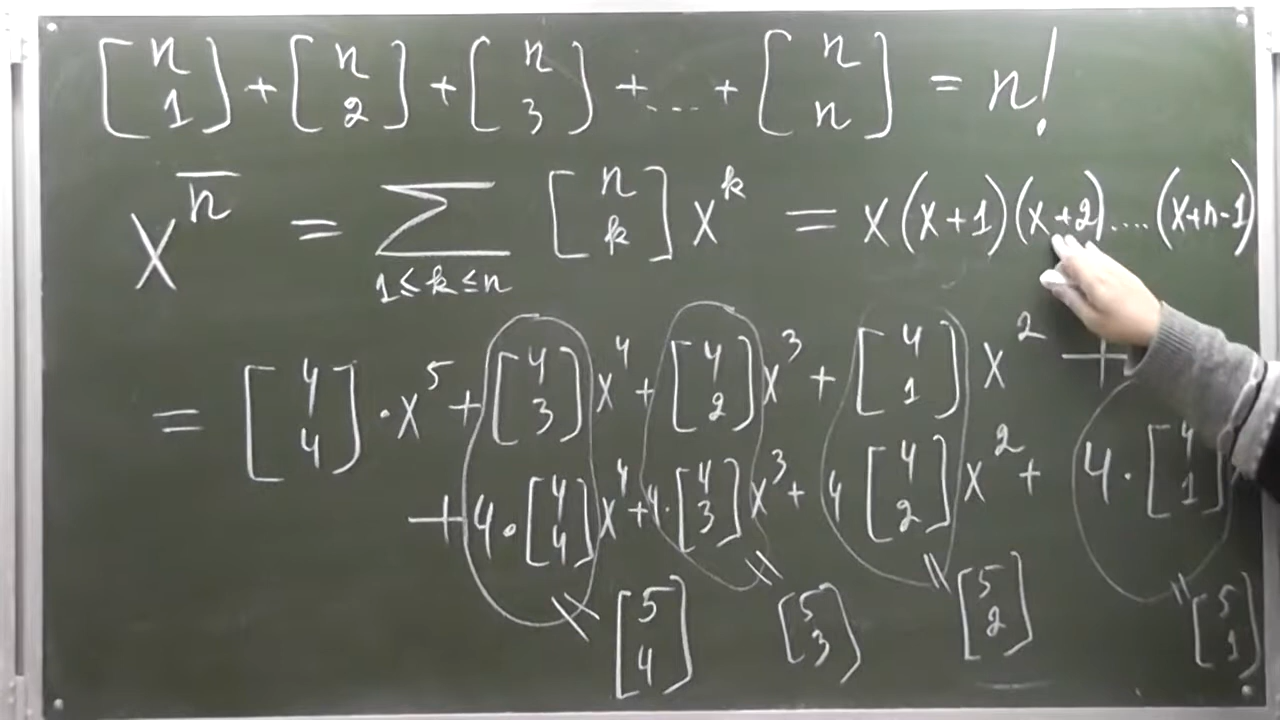 [n 1] + [n 2] + [n 3] + ... + [n n] = n!
x^n̅ = ∑ 1≤k≤n [n k] x^k = x(x+1)(x+2)....(x+n-1)
= [4 4]·x^5 + [4 3]x^4 + [4 2]x^3 + [4 1]x^2 +
+4·[4 4]x^4 + 4·[4 3]x^3 + 4[4 2]x^2 + 4·[4 1]
[5 4] [5 3] [5 2] [5 1]